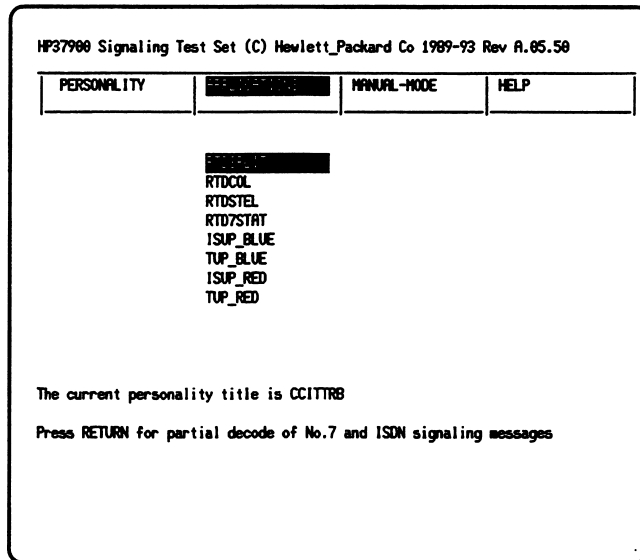 HP37900 Signaling Test Set (C) Hewlett_Packard Co 1989-93 Rev A.05.50
PERSONALITY MANUAL-MODE HELP
RTDCOL
RTDSTEL
RTD7STAT
ISUP_BLUE
TUP_BLUE
ISUP_RED
TUP_RED
The current personality title is CCITTRB
Press RETURN for partial decode of No.7 and ISDN signaling messages